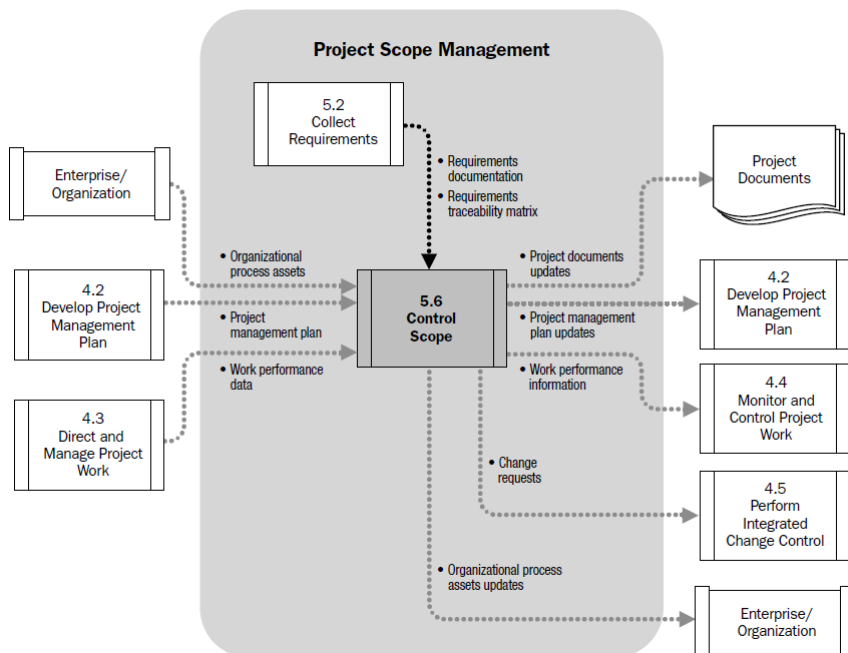 Project Scope Management
5.2
Collect
Requirements
Enterprise/
Organization
• Requirements
documentation
• Requirements
traceability matrix
Project
Documents
• Organizational
process assets
• Project documents
updates
4.2
Develop Project
Management
Plan
5.6
Control
Scope
4.2
Develop Project
Management
Plan
• Project
management plan
• Project management
plan updates
• Work performance
data
• Work performance
information
4.3
Direct and
Manage Project
Work
4.4
Monitor and
Control Project
Work
• Change
requests
4.5
Perform
Integrated
Change Control
• Organizational process
assets updates
Enterprise/
Organization